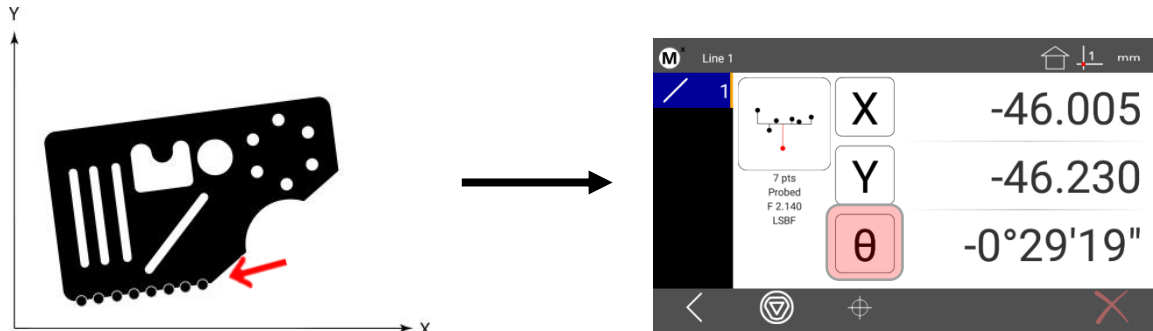 Y
X
M x Line 1
1 mm
1
X -46.005
Y -46.230
θ -0°29'19"
7 pts
Probed
F 2.140
LSBF